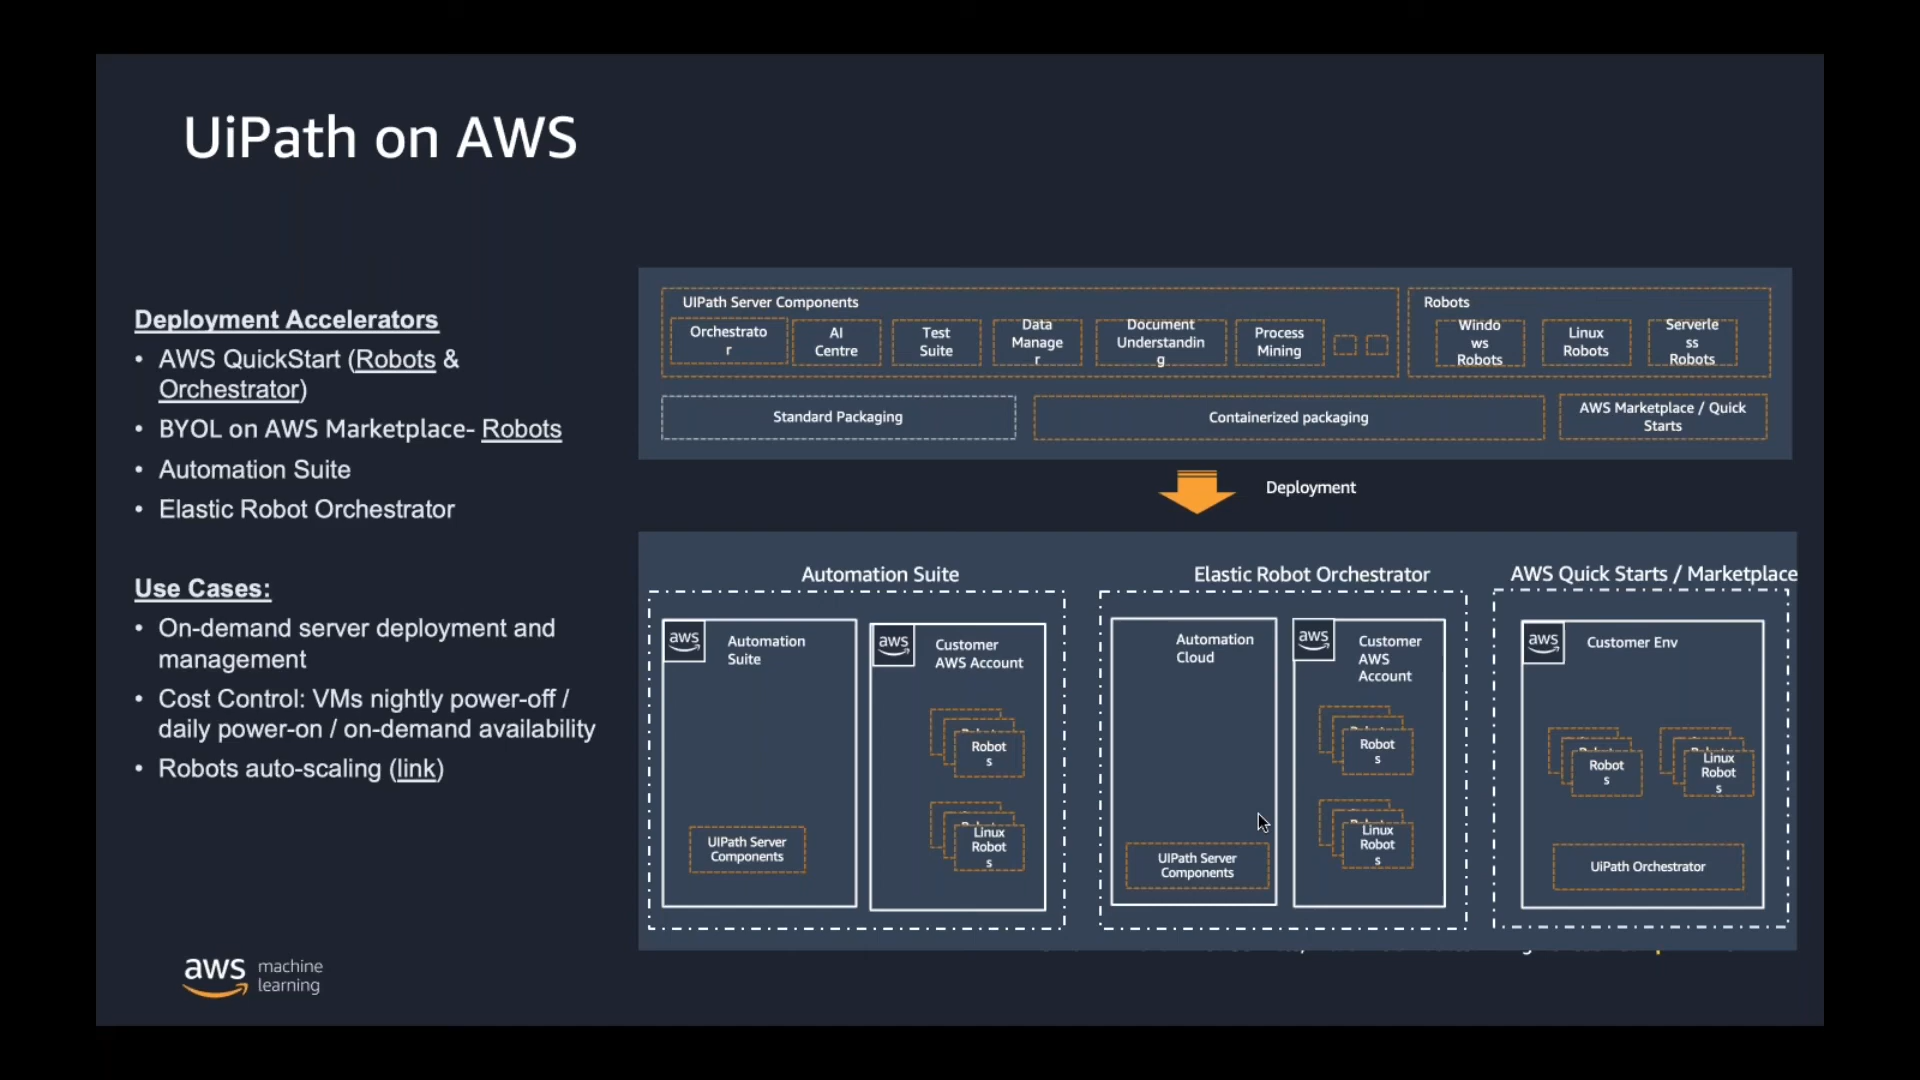 UiPath on AWS
Deployment Accelerators
• AWS QuickStart (Robots &
Orchestrator)
• BYOL on AWS Marketplace- Robots
• Automation Suite
• Elastic Robot Orchestrator
Use Cases:
• On-demand server deployment and
management
• Cost Control: VMs nightly power-off /
daily power-on / on-demand availability
• Robots auto-scaling (link)
UIPath Server Components
Orchestrato
r
AI
Centre
Test
Suite
Data
Manage
r
Document
Understandin
g
Process
Mining
Robots
Windo
ws
Robots
Linux
Robots
Serverle
ss
Robots
Standard Packaging
Containerized packaging
AWS Marketplace / Quick
Starts
Deployment
Automation Suite
aws
Automation
Suite
UIPath Server
Components
aws
Customer
AWS Account
Robot
s
Linux
Robot
s
Elastic Robot Orchestrator
Automation
Cloud
UIPath Server
Components
aws
Customer
AWS
Account
Robot
s
Linux
Robot
s
AWS Quick Starts / Marketplace
aws
Customer Env
Robot
s
Linux
Robot
s
UiPath Orchestrator
aws
machine
learning